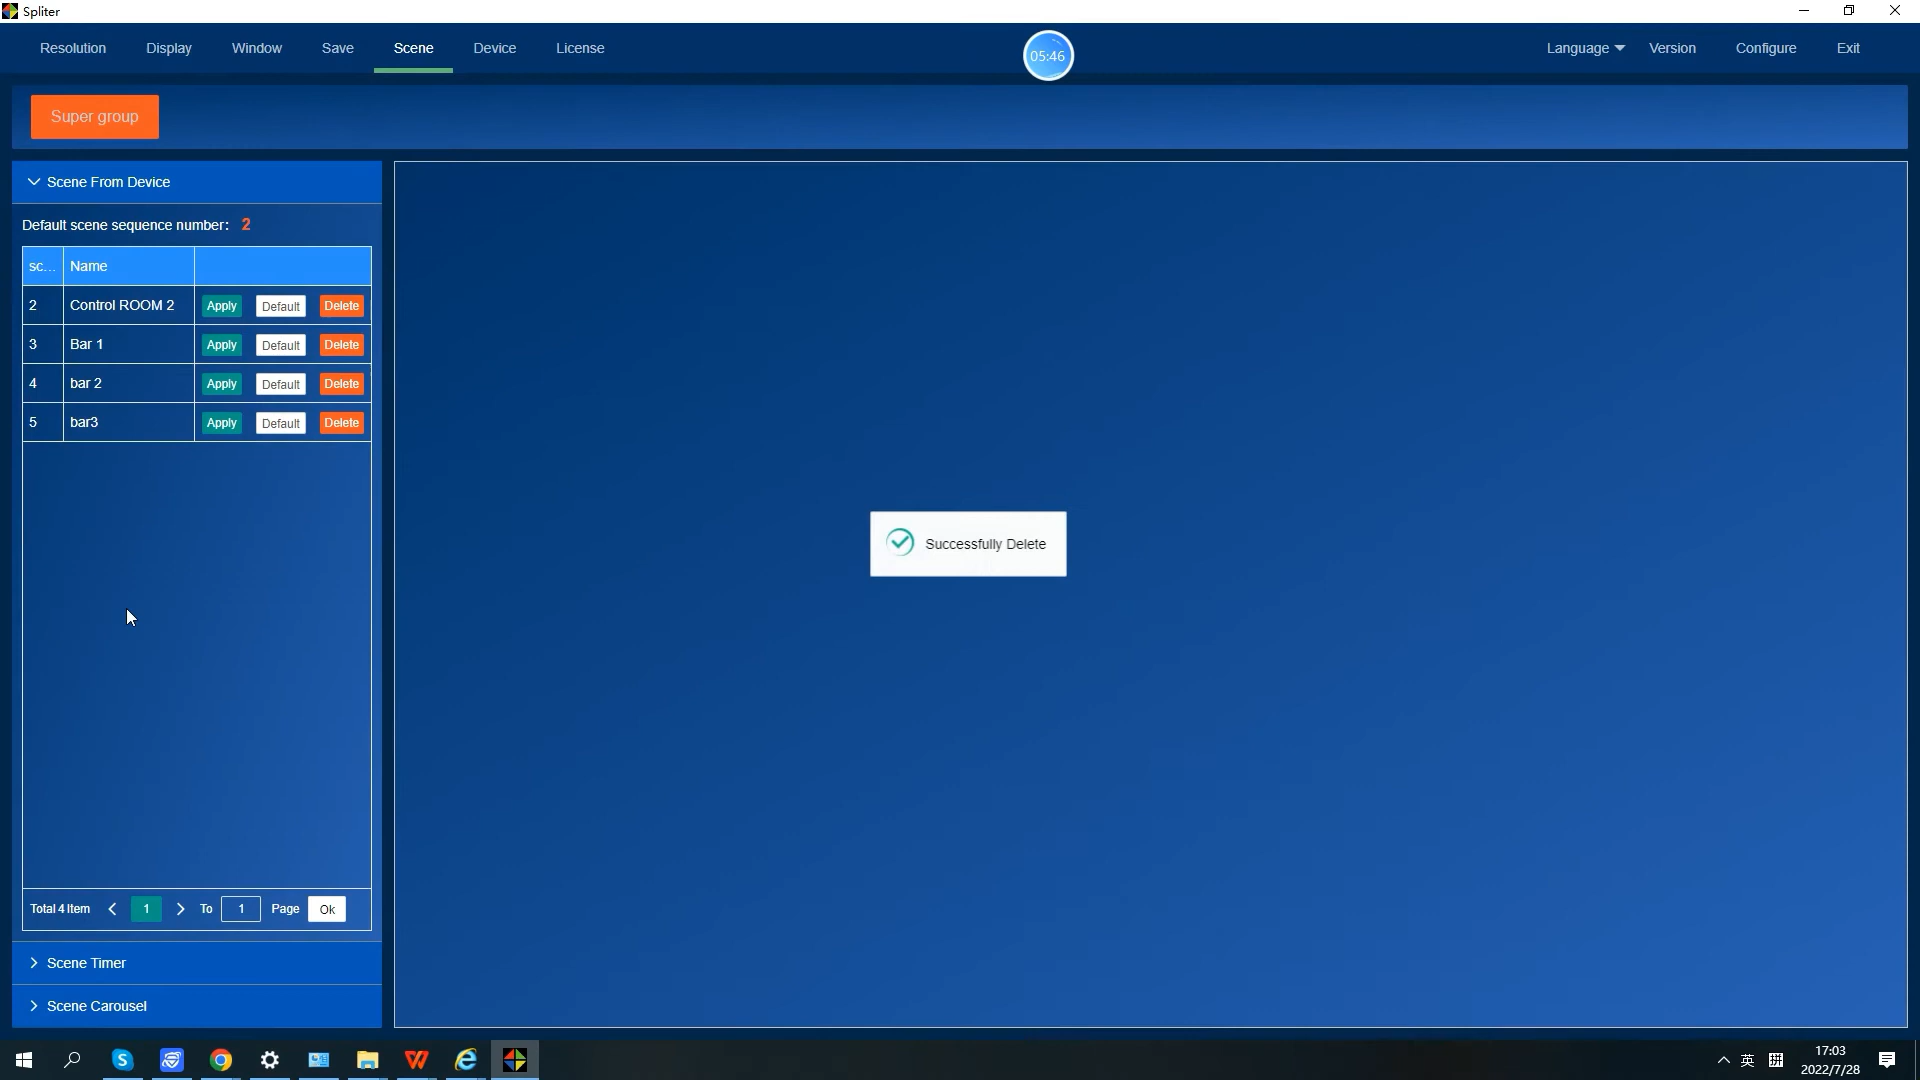 Spliter
Resolution Display Window Save Scene Device License 05:46 Language Version Configure Exit
Super group
Scene From Device
Default scene sequence number: 2
sc... Name
2 Control ROOM 2 Apply Default Delete
3 Bar 1 Apply Default Delete
4 bar 2 Apply Default Delete
5 bar3 Apply Default Delete
Successfully Delete
Total 4 Item 1 To 1 Page Ok
Scene Timer
Scene Carousel
英 拼 17:03
2022/7/28